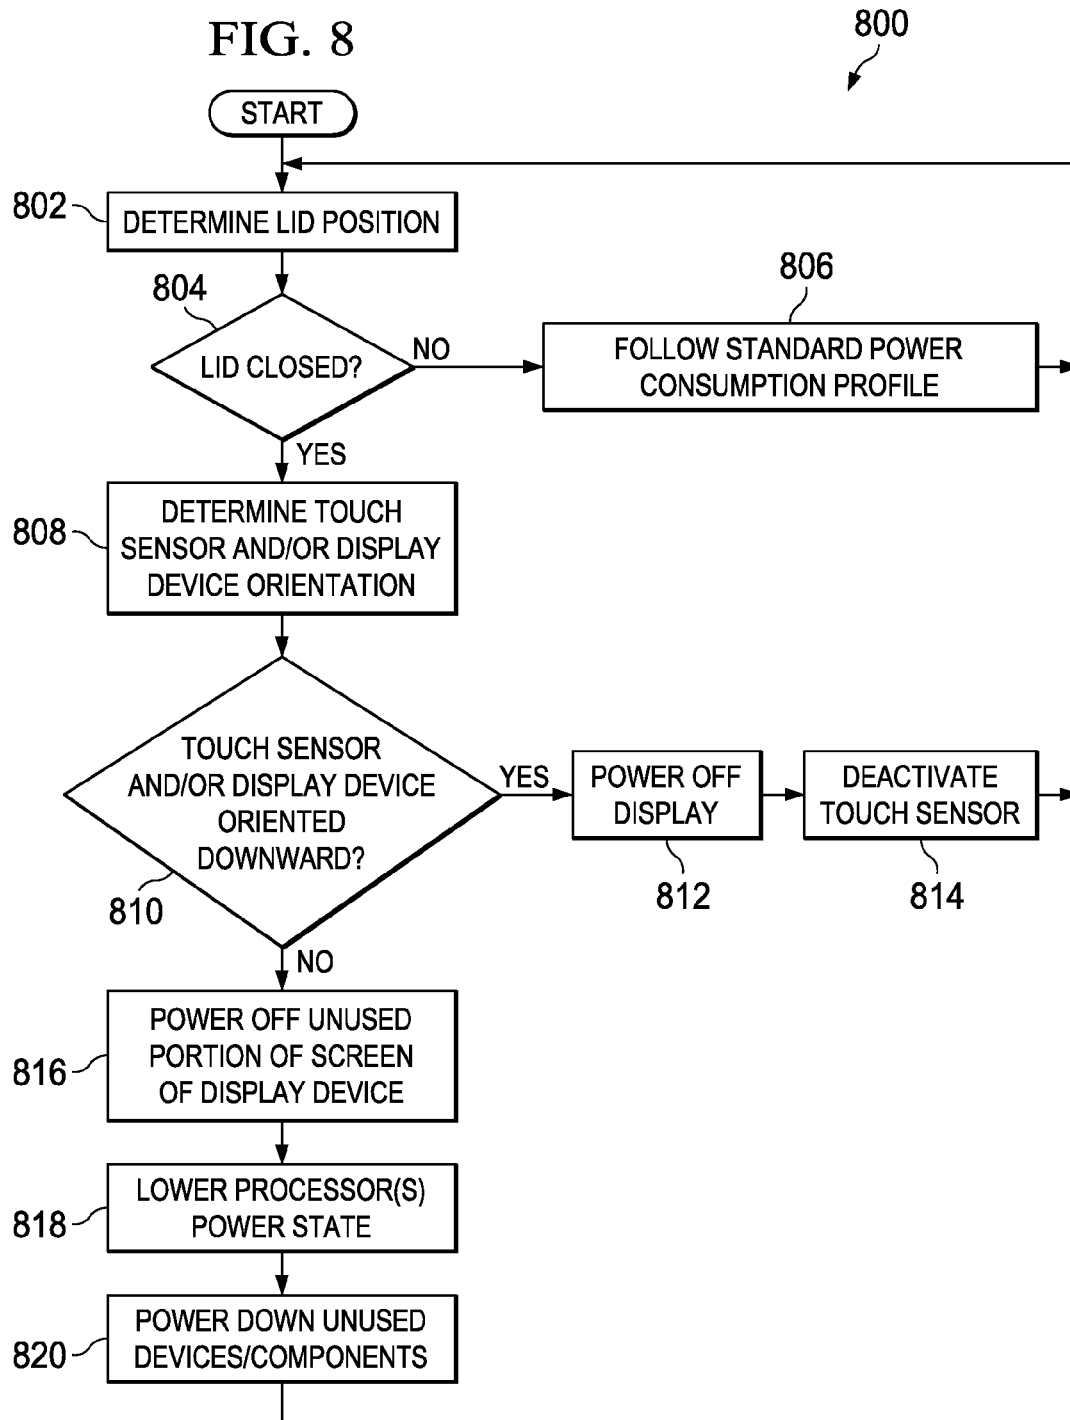 FIG. 8
800
START
802
DETERMINE LID POSITION
804
LID CLOSED?
NO
806
FOLLOW STANDARD POWER
CONSUMPTION PROFILE
YES
808
DETERMINE TOUCH
SENSOR AND/OR DISPLAY
DEVICE ORIENTATION
TOUCH SENSOR
AND/OR DISPLAY DEVICE
ORIENTED
DOWNWARD?
810
YES
POWER OFF
DISPLAY
812
DEACTIVATE
TOUCH SENSOR
814
NO
816
POWER OFF UNUSED
PORTION OF SCREEN
OF DISPLAY DEVICE
818
LOWER PROCESSOR(S)
POWER STATE
820
POWER DOWN UNUSED
DEVICES/COMPONENTS